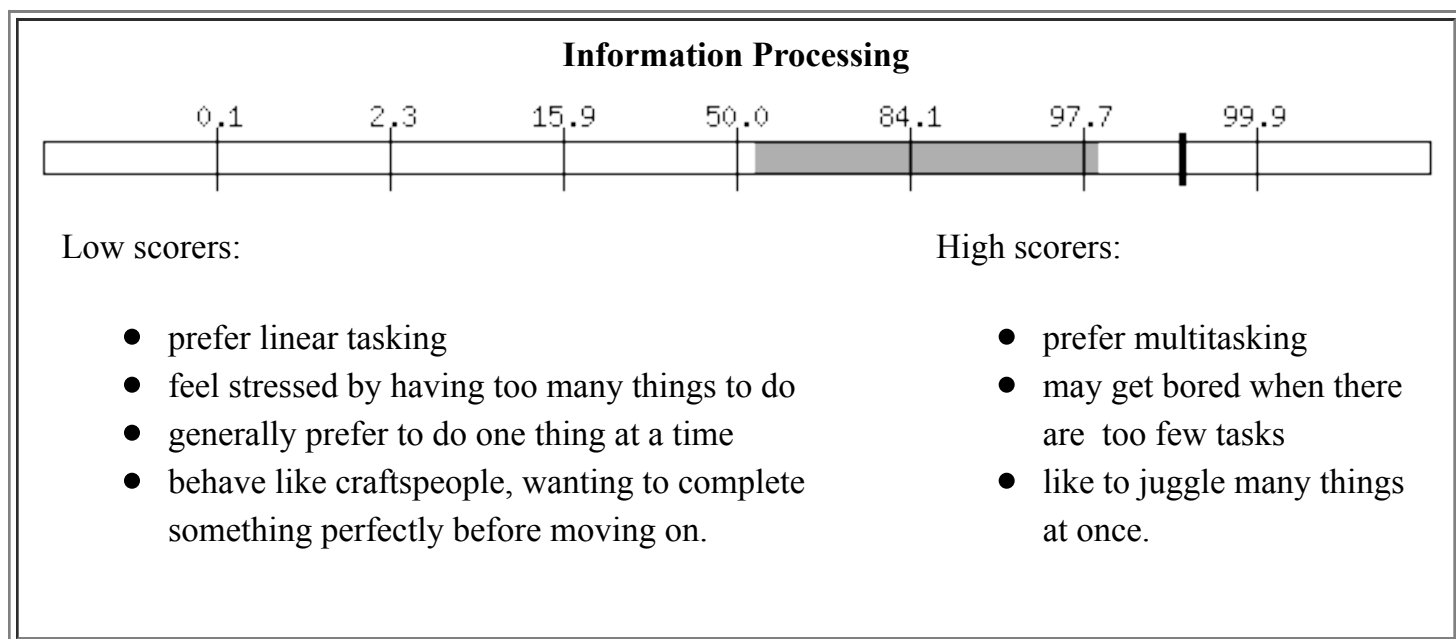 Information Processing
0.1 2.3 15.9 50.0 84.1 97.7 99.9
Low scorers:
● prefer linear tasking
● feel stressed by having too many things to do
● generally prefer to do one thing at a time
● behave like craftspeople, wanting to complete
something perfectly before moving on.
High scorers:
● prefer multitasking
● may get bored when there
are too few tasks
● like to juggle many things
at once.